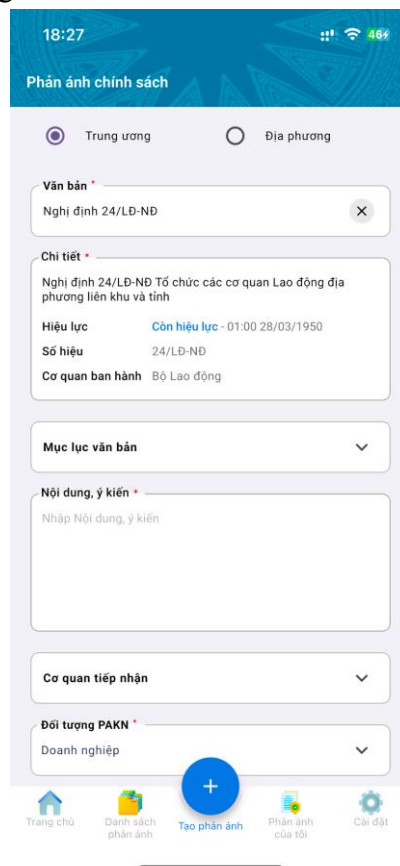 18:27
46
Phản ánh chính sách
Trung ương
Địa phương
Văn bản *
Nghị định 24/LĐ-NĐ
Chi tiết *
Nghị định 24/LĐ-NĐ Tổ chức các cơ quan Lao động địa
phương liên khu và tỉnh
Hiệu lực Còn hiệu lực - 01:00 28/03/1950
Số hiệu 24/LĐ-NĐ
Cơ quan ban hành Bộ Lao động
Mục lục văn bản
Nội dung, ý kiến *
Nhập Nội dung, ý kiến
Cơ quan tiếp nhận
Đối tượng PAKN *
Doanh nghiệp
Trang chủ
Danh sách
phản ánh
Tạo phản ánh
Phản ánh
của tôi
Cài đặt